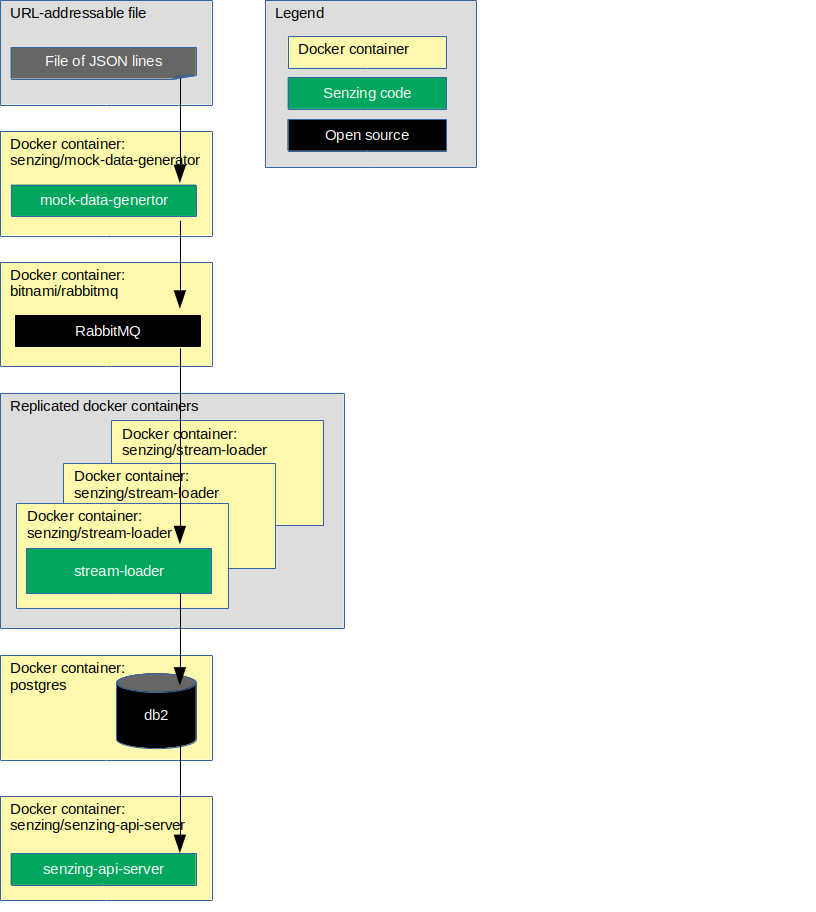 URL-addressable file
File of JSON lines
Legend
Docker container
Senzing code
Open source
Docker container:
senzing/mock-data-generator
mock-data-genertor
Docker container:
bitnami/rabbitmq
RabbitMQ
Replicated docker containers
Docker container:
senzing/stream-loader
Docker container:
senzing/stream-loader
Docker container:
senzing/stream-loader
stream-loader
Docker container:
postgres
db2
Docker container:
senzing/senzing-api-server
senzing-api-server